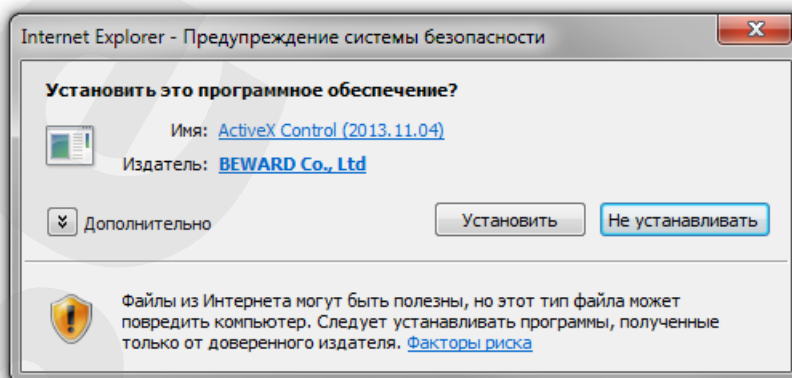 Internet Explorer - Предупреждение системы безопасности
Установить это программное обеспечение?
Имя: ActiveX Control (2013.11.04)
Издатель: BEWARD Co., Ltd
Дополнительно
Установить
Не устанавливать
Файлы из Интернета могут быть полезны, но этот тип файла может
повредить компьютер. Следует устанавливать программы, полученные
только от доверенного издателя. Факторы риска